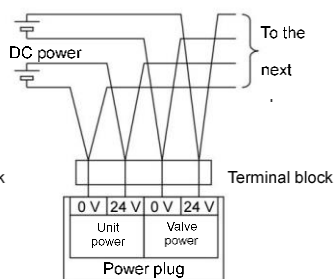 To the
DC power
next
k
Terminal block
0 V 24 V 0 V 24 V
Unit power
Valve power
Power plug